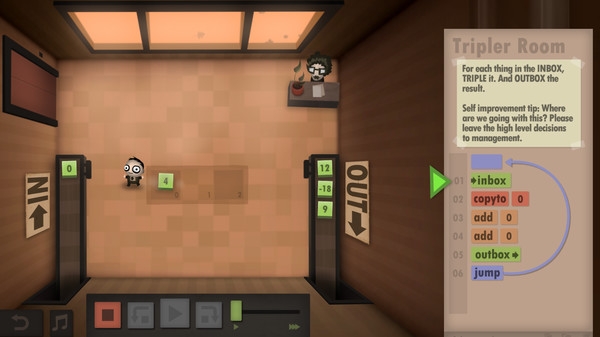 Tripler Room
For each thing in the INBOX,
TRIPLE it. And OUTBOX the
result.
Self improvement tip: Where
are we going with this? Please
leave the high level decisions
to management.
01 inbox
02 copyto 0
03 add 0
04 add 0
05 outbox
06 jump
IN
0
4
0 1 2
12
-18
9
OUT